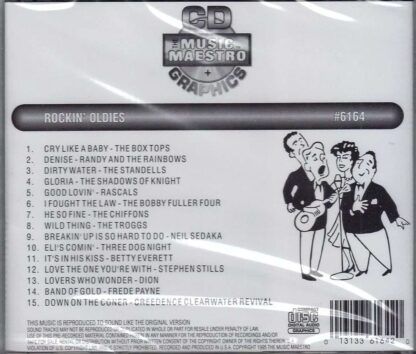 CD
THE MUSIC MAESTRO
+
GRAPHICS
ROCKIN' OLDIES #6164
1. CRY LIKE A BABY - THE BOX TOPS
2. DENISE - RANDY AND THE RAINBOWS
3. DIRTY WATER - THE STANDELLS
4. GLORIA - THE SHADOWS OF KNIGHT
5. GOOD LOVIN' - RASCALS
6. I FOUGHT THE LAW - THE BOBBY FULLER FOUR
7. HE SO FINE - THE CHIFFONS
8. WILD THING - THE TROGGS
9. BREAKIN' UP IS SO HARD TO DO - NEIL SEDAKA
10. ELI'S COMIN' - THREE DOG NIGHT
11. IT'S IN HIS KISS - BETTY EVERETT
12. LOVE THE ONE YOU'RE WITH - STEPHEN STILLS
13. LOVERS WHO WONDER - DION
14. BAND OF GOLD - FREDE PAYNE
15. DOWN ON THE CONER - CREEDENCE CLEARWATER REVIVAL
COMPACT
disc
DIGITAL AUDIO
GRAPHICS
THIS MUSIC IS REPRODUCED TO SOUND LIKE THE ORIGINAL VERSION